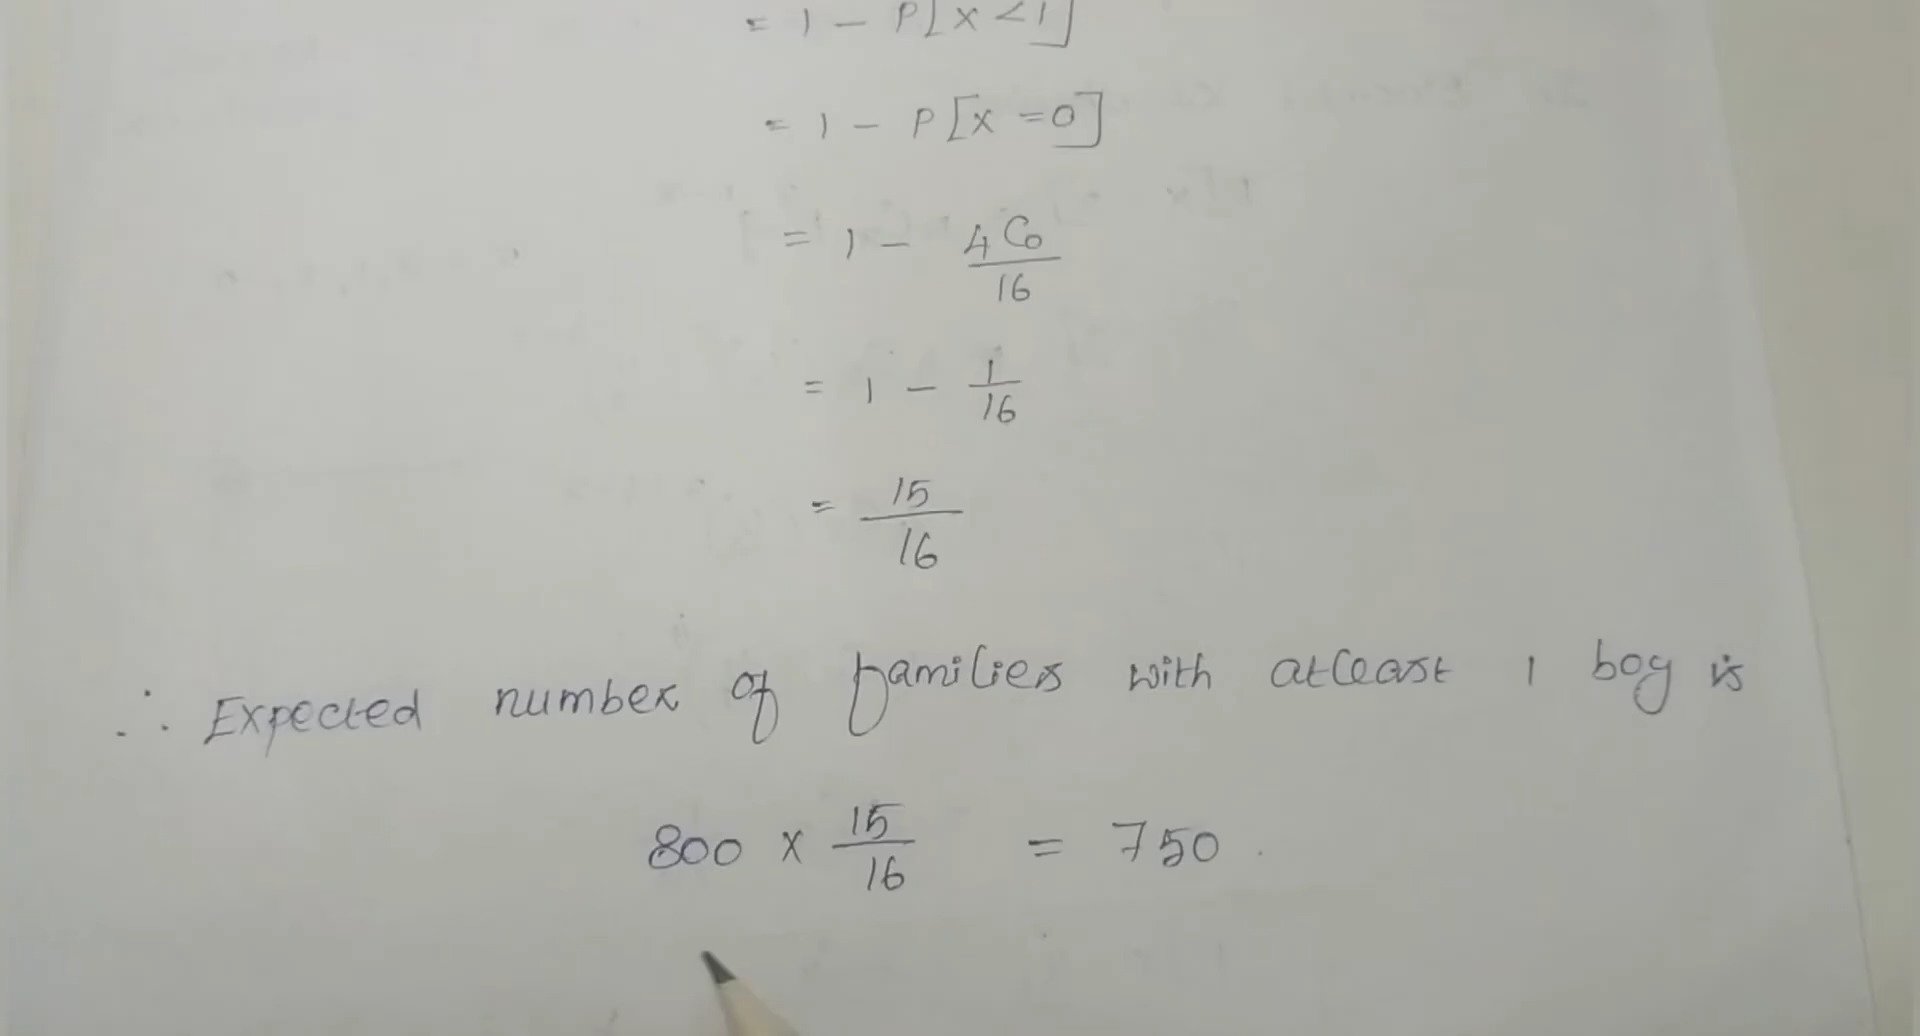 = 1 - P[X < 1]
= 1 - P[X = 0]
= 1 - 4C0/16
= 1 - 1/16
= 15/16
∴ Expected number of families with atleast 1 boy is
800 x 15/16 = 750.